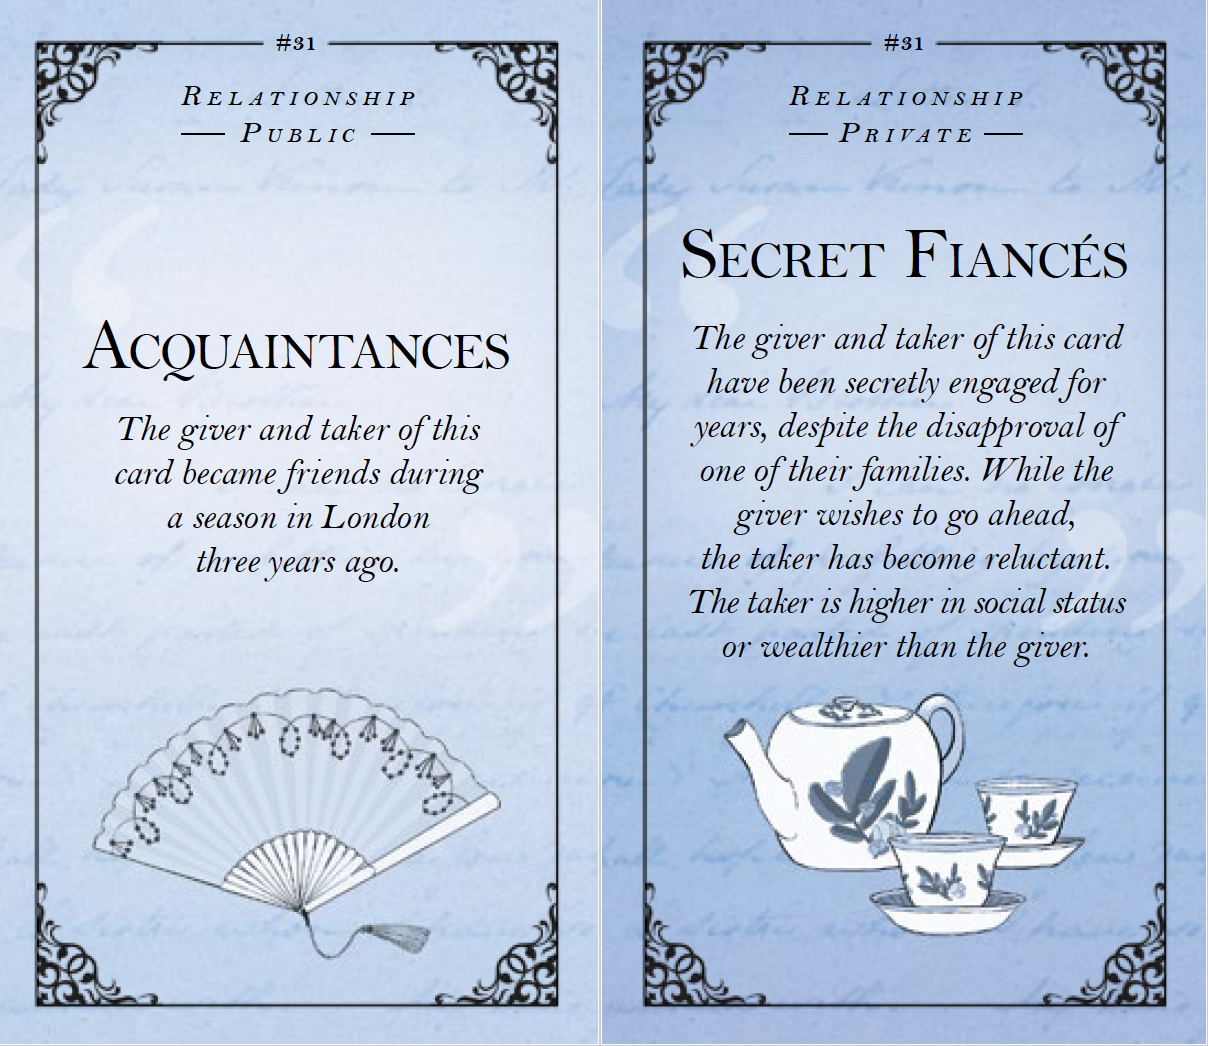 #31
RELATIONSHIP
PUBLIC
ACQUAINTANCES
The giver and taker of this
card became friends during
a season in London
three years ago.
#31
RELATIONSHIP
PRIVATE
SECRET FIANCÉS
The giver and taker of this card
have been secretly engaged for
years, despite the disapproval of
one of their families. While the
giver wishes to go ahead,
the taker has become reluctant.
The taker is higher in social status
or wealthier than the giver.